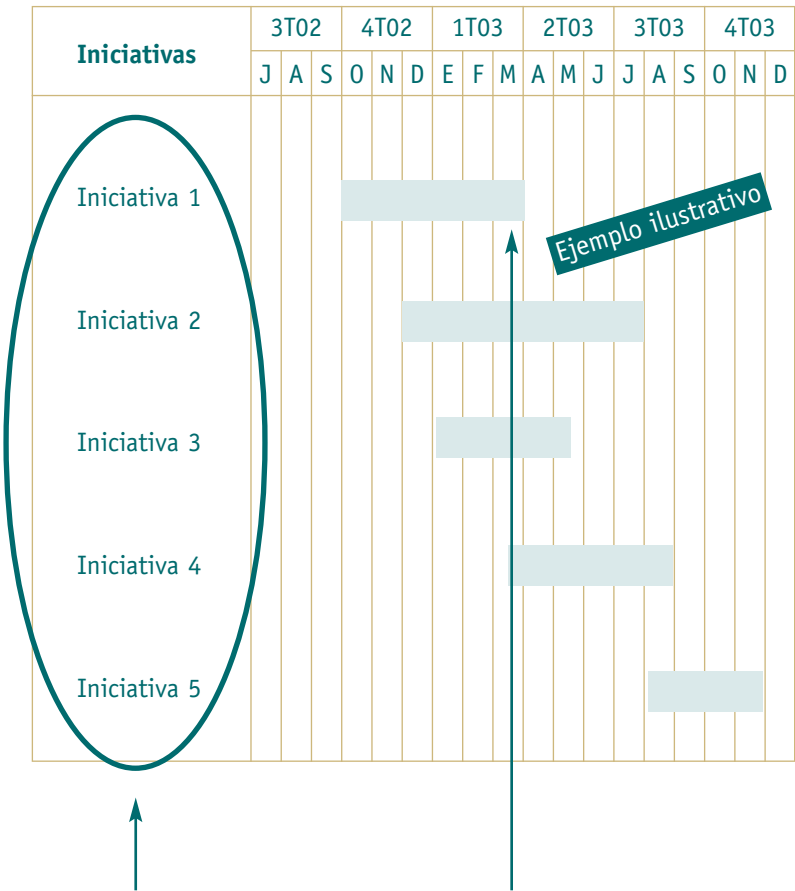 Iniciativas
3T02 4T02 1T03 2T03 3T03 4T03
J A S O N D E F M A M J J A S O N D
Iniciativa 1
Ejemplo ilustrativo
Iniciativa 2
Iniciativa 3
Iniciativa 4
Iniciativa 5